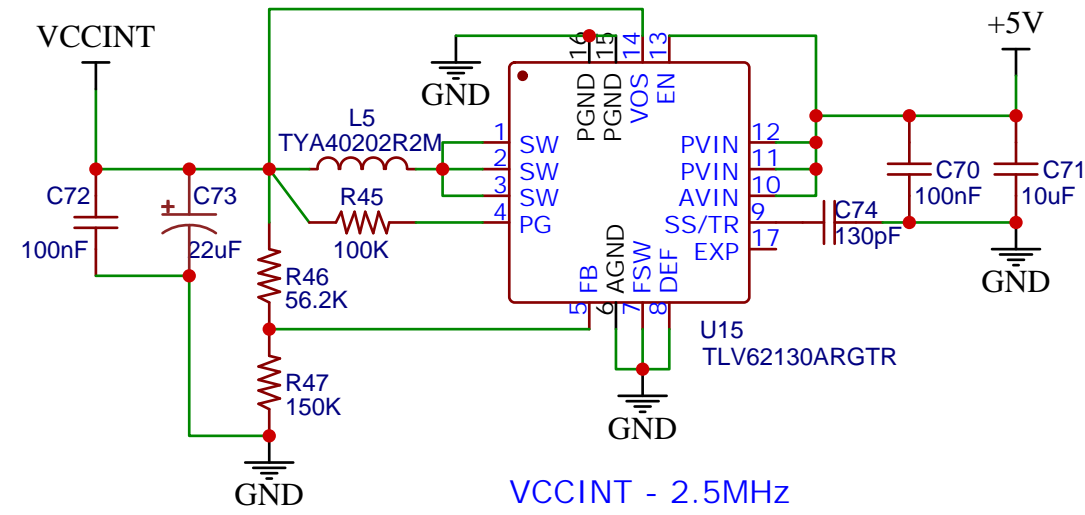 VCCINT
+5V
GND
16
15
14
13
PGND
PGND
VOS
EN
L5
TYA40202R2M
1
2
3
4
SW
SW
SW
PG
PVIN
PVIN
AVIN
SS/TR
EXP
12
11
10
9
17
C70
100nF
C71
10uF
C72
100nF
C73
+
22uF
R45
100K
C74
130pF
GND
R46
56.2K
FB
AGND
FSW
DEF
5
6
7
8
U15
TLV62130ARGTR
R47
150K
GND
GND
VCCINT - 2.5MHz